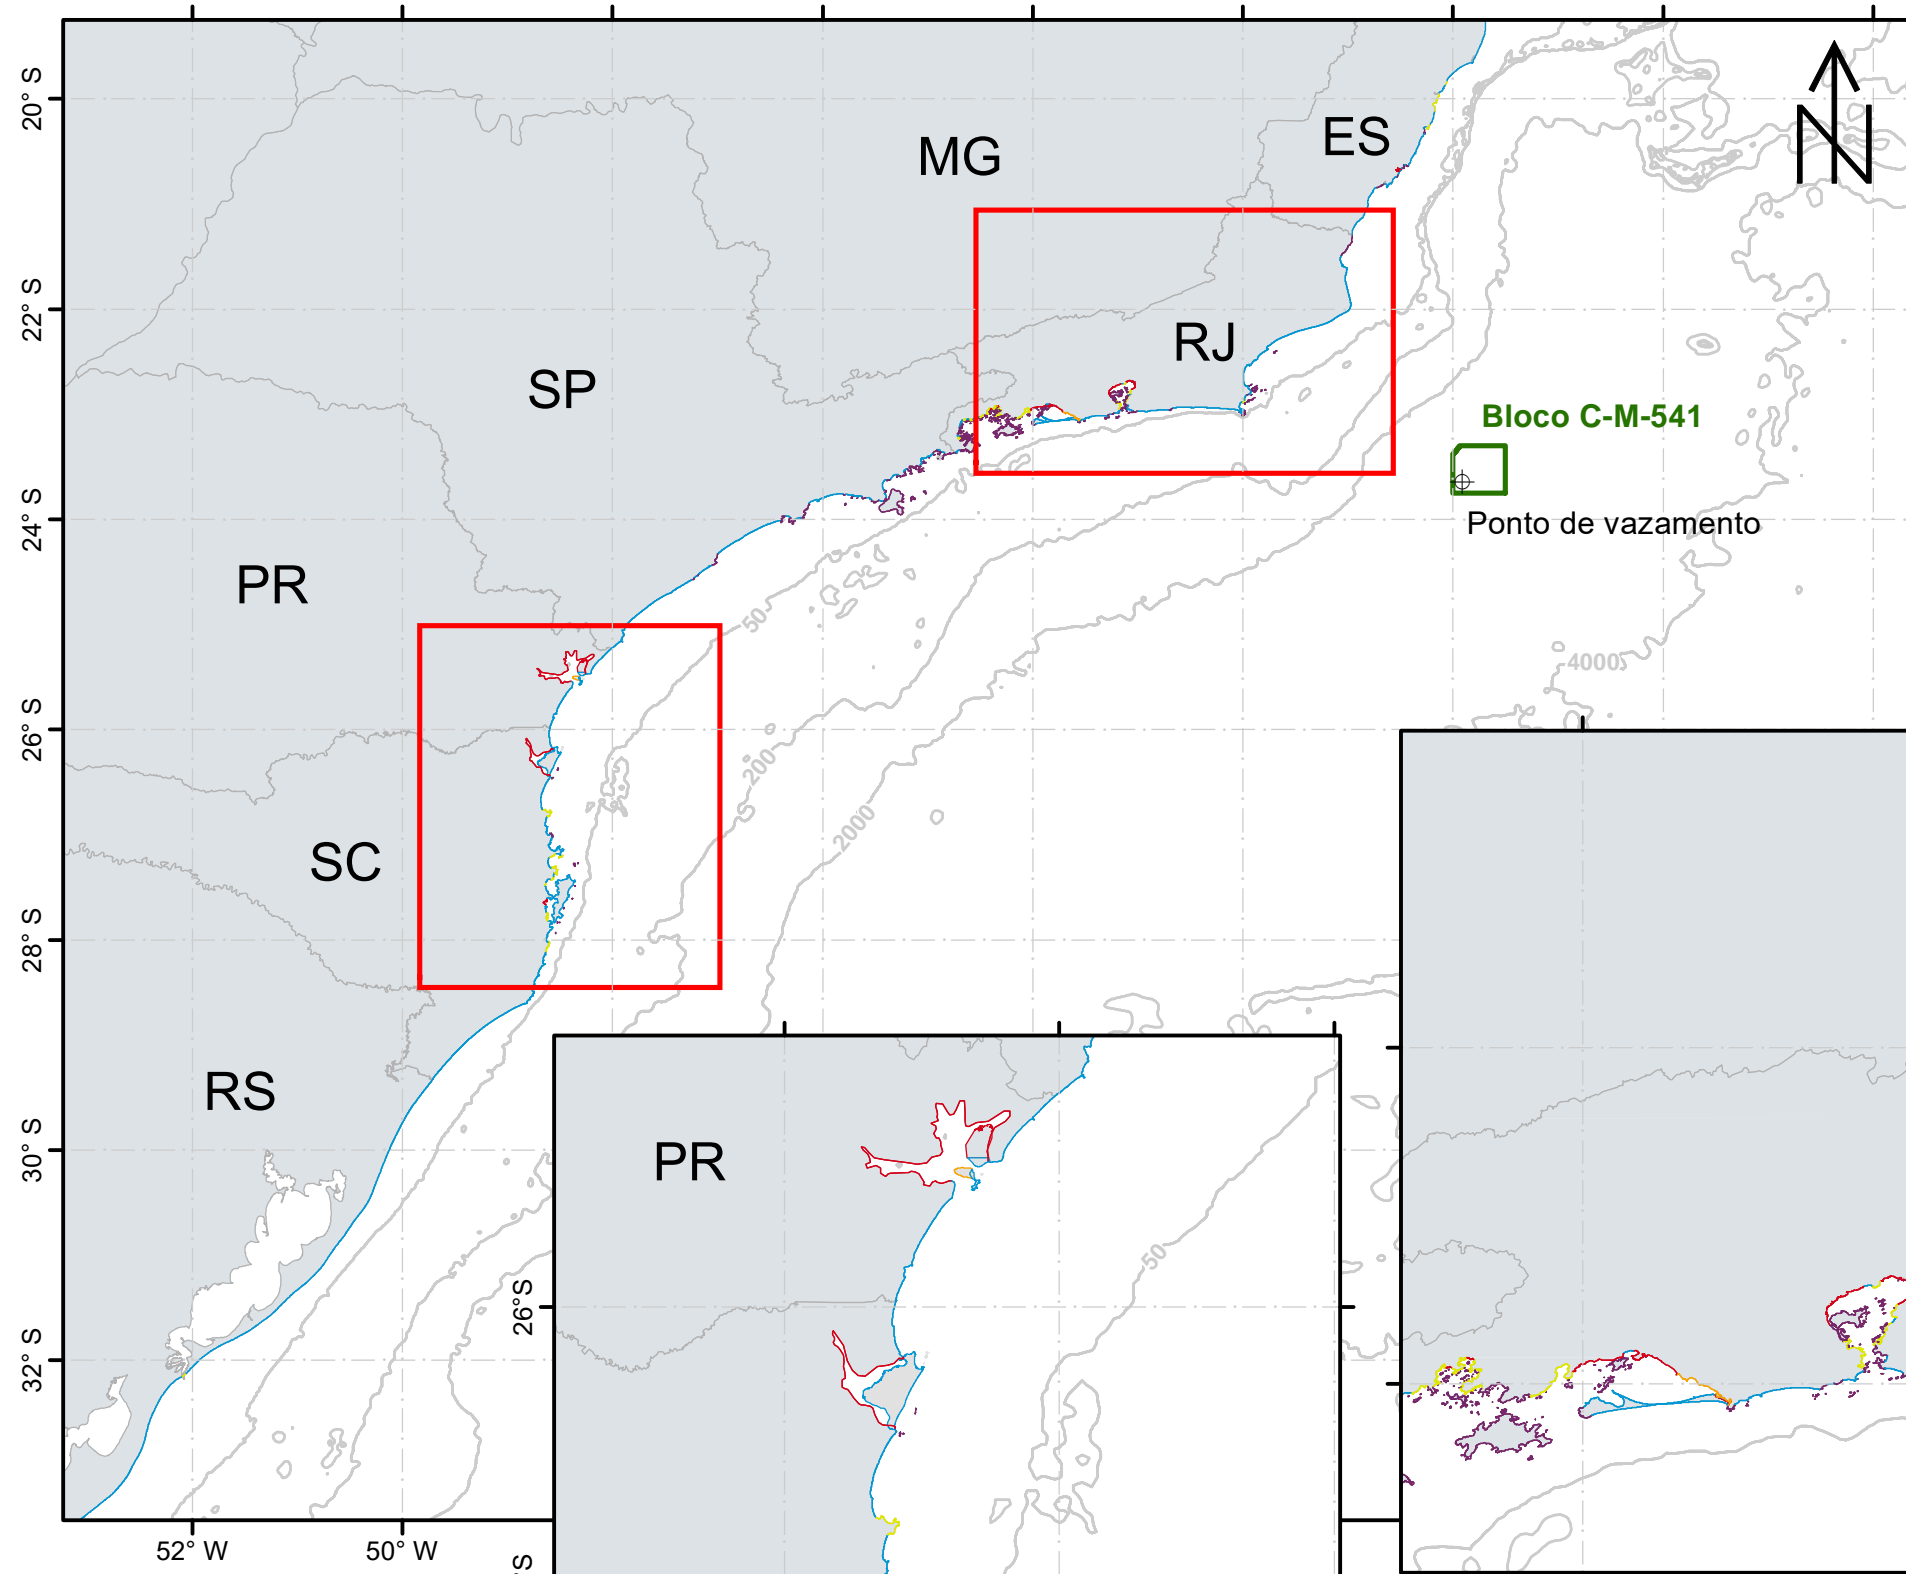 20° S
22° S
24° S
26° S
28° S
30° S
32° S
52° W
50° W
MG
ES
N
SP
RJ
Bloco C-M-541
Ponto de vazamento
PR
SC
RS
50
200
2000
4000
PR
50
26°S
S